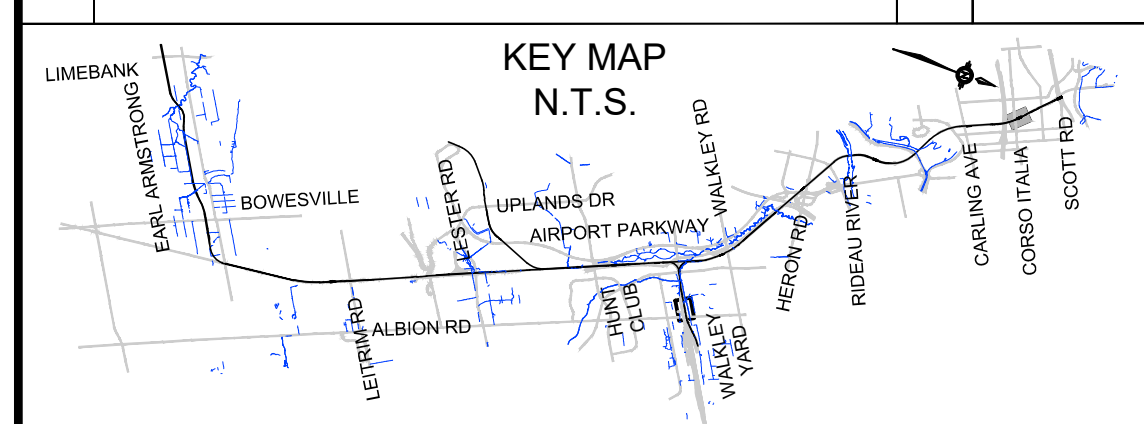 KEY MAP
N.T.S.
LIMEBANK
EARL ARMSTRONG
BOWESVILLE
LESTER RD
UPLANDS DR
AIRPORT PARKWAY
WALKLEY RD
LEITRIM RD
ALBION RD
HUNT
CLUB
WALKLEY
YARD
HERON RD
RIDEAU RIVER
CARLING AVE
CORSO ITALIA
SCOTT RD
N